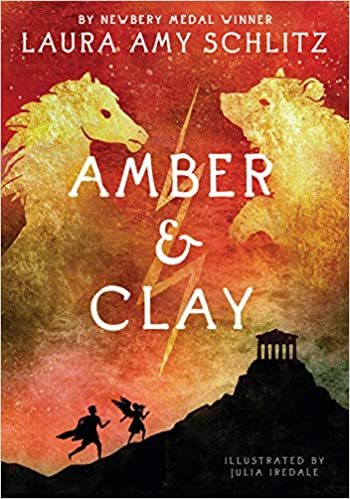 BY NEWBERY MEDAL WINNER
LAURA AMY SCHLITZ
AMBER
&
CLAY
ILLUSTRATED BY
JULIA IREDALE